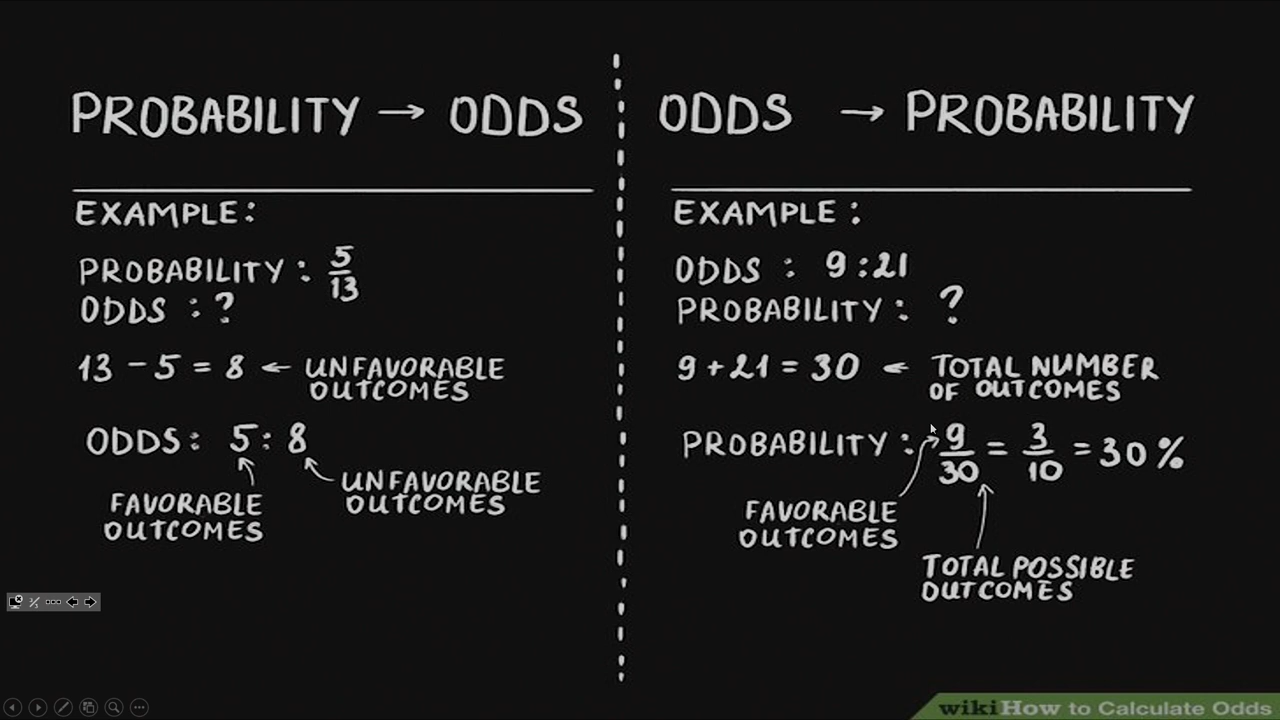 PROBABILITY → ODDS
EXAMPLE:
PROBABILITY : 5/13
ODDS : ?
13 - 5 = 8 ← UNFAVORABLE
OUTCOMES
ODDS: 5 : 8
UNFAVORABLE
OUTCOMES
FAVORABLE
OUTCOMES
ODDS → PROBABILITY
EXAMPLE :
ODDS : 9 : 21
PROBABILITY : ?
9 + 21 = 30 ← TOTAL NUMBER
OF OUTCOMES
PROBABILITY : 9/30 = 3/10 = 30 %
FAVORABLE
OUTCOMES
TOTAL POSSIBLE
OUTCOMES
wikiHow to Calculate Odds